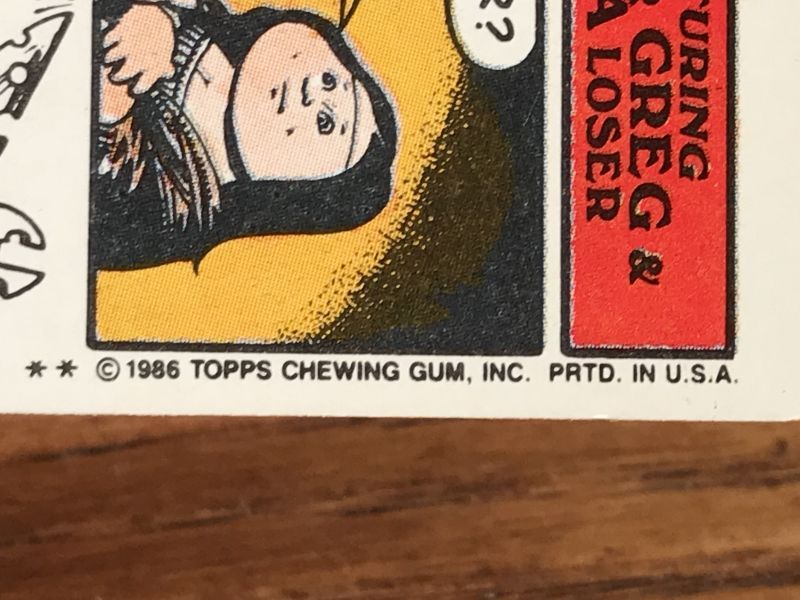 R?
TURING
GREG &
A LOSER
** © 1986 TOPPS CHEWING GUM, INC. PRTD. IN U.S.A.